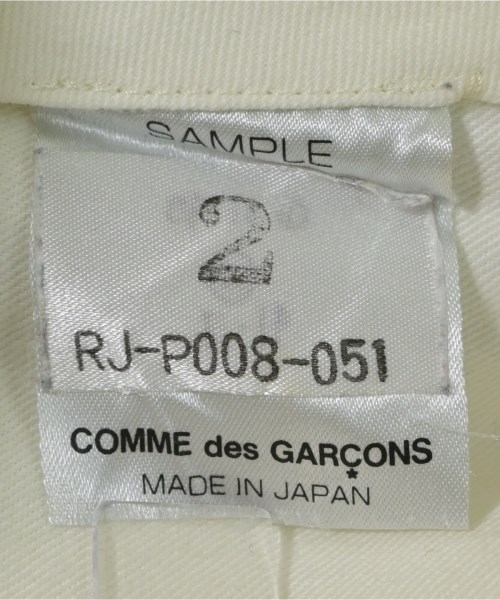 SAMPLE
2
RJ-P008-051
COMME des GARÇONS
MADE IN JAPAN